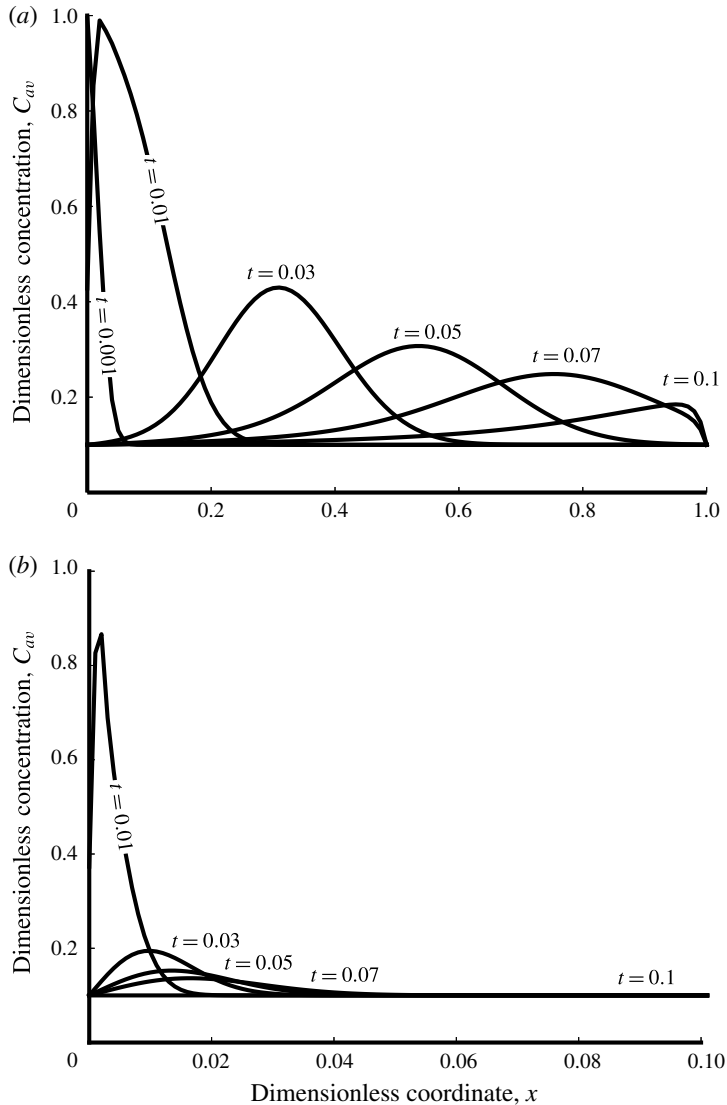 (a)
1.0
0.8
0.6
0.4
0.2
0
0.2
0.4
0.6
0.8
1.0
Dimensionless concentration, Cav
t = 0.001
t = 0.01
t = 0.03
t = 0.05
t = 0.07
t = 0.1
(b)
1.0
0.8
0.6
0.4
0.2
0
0.02
0.04
0.06
0.08
0.10
Dimensionless concentration, Cav
t = 0.01
t = 0.03
t = 0.05
t = 0.07
t = 0.1
Dimensionless coordinate, x